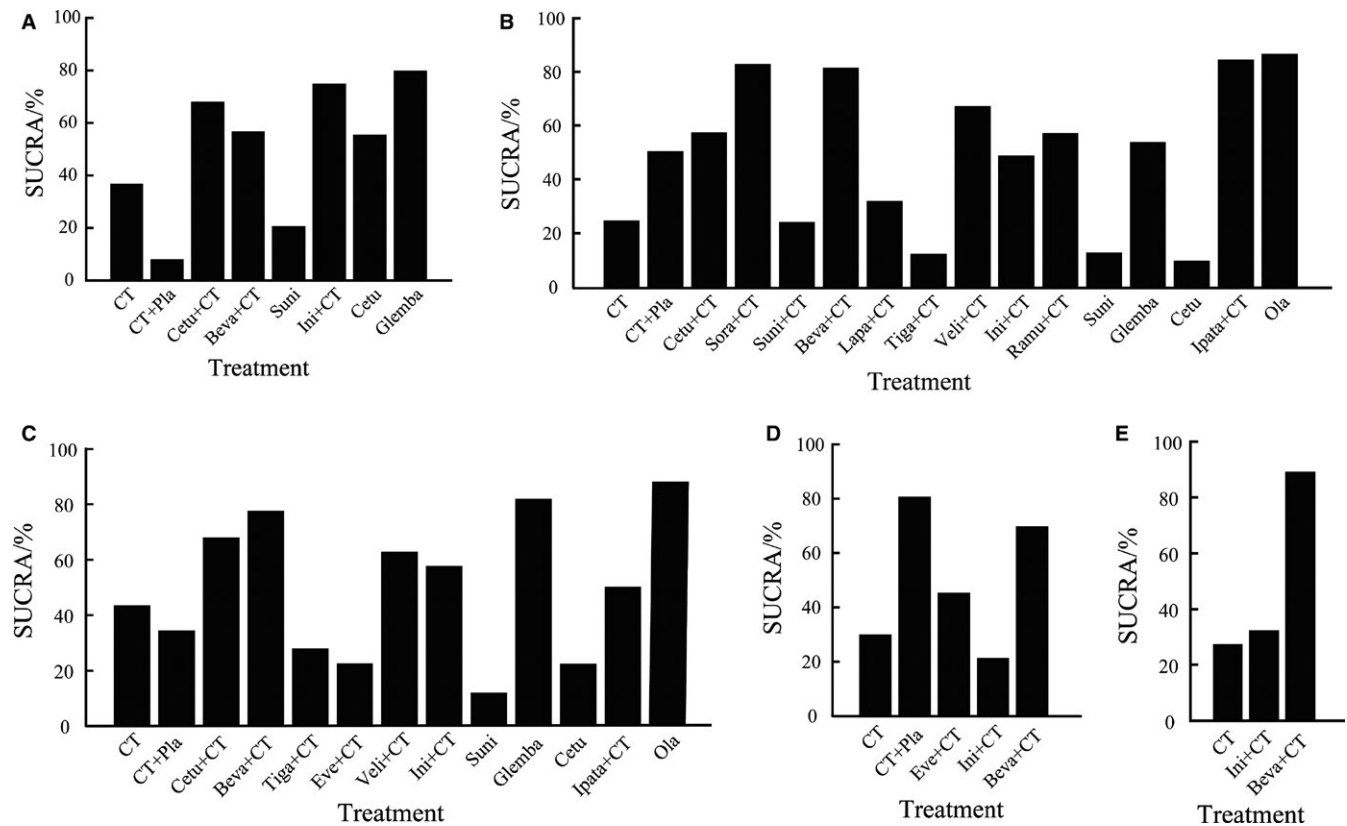 A
100
80
60
40
20
0
SUCRA/%
CT
CT+Pla
Cetu+CT
Beva+CT
Suni
Ini+CT
Cetu
Glemba
Treatment
B
100
80
60
40
20
0
SUCRA/%
CT
CT+Pla
Cetu+CT
Sora+CT
Suni+CT
Beva+CT
Lapa+CT
Tiga+CT
Veli+CT
Ini+CT
Ramu+CT
Suni
Glemba
Cetu
Ipata+CT
Ola
Treatment
C
100
80
60
40
20
0
SUCRA/%
CT
CT+Pla
Cetu+CT
Beva+CT
Tiga+CT
Eve+CT
Veli+CT
Ini+CT
Suni
Glemba
Cetu
Ipata+CT
Ola
Treatment
D
100
80
60
40
20
0
SUCRA/%
CT
CT+Pla
Eve+CT
Ini+CT
Beva+CT
Treatment
E
100
80
60
40
20
0
SUCRA/%
CT
Ini+CT
Beva+CT
Treatment